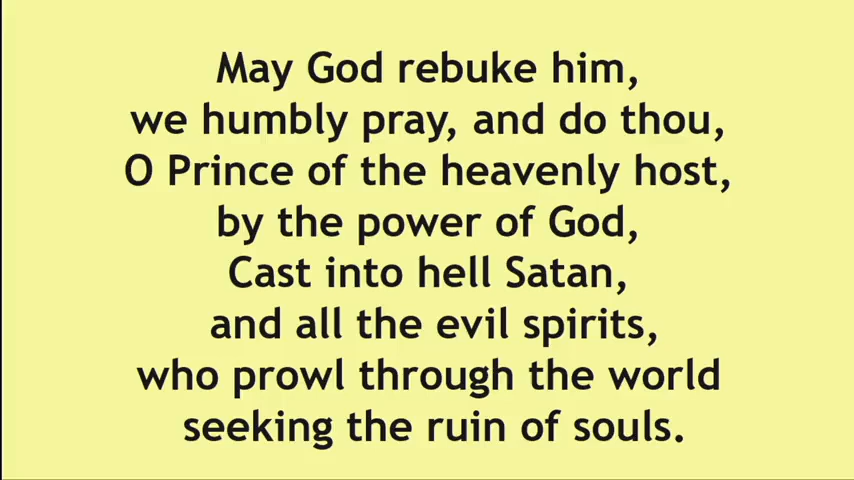 May God rebuke him,
we humbly pray, and do thou,
O Prince of the heavenly host,
by the power of God,
Cast into hell Satan,
and all the evil spirits,
who prowl through the world
seeking the ruin of souls.